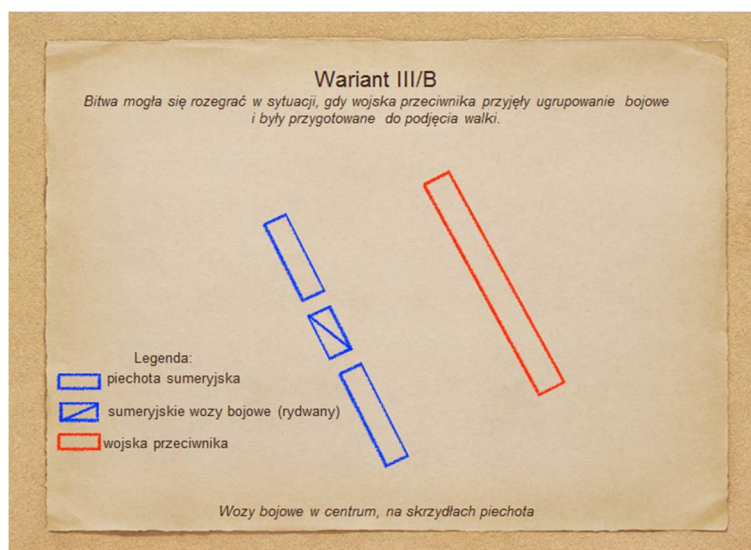 Wariant III/B
Bitwa mogła się rozegrać w sytuacji, gdy wojska przeciwnika przyjęły ugrupowanie bojowe
i były przygotowane do podjęcia walki.
Legenda:
piechota sumeryjska
sumeryjskie wozy bojowe (rydwany)
wojska przeciwnika
Wozy bojowe w centrum, na skrzydłach piechota